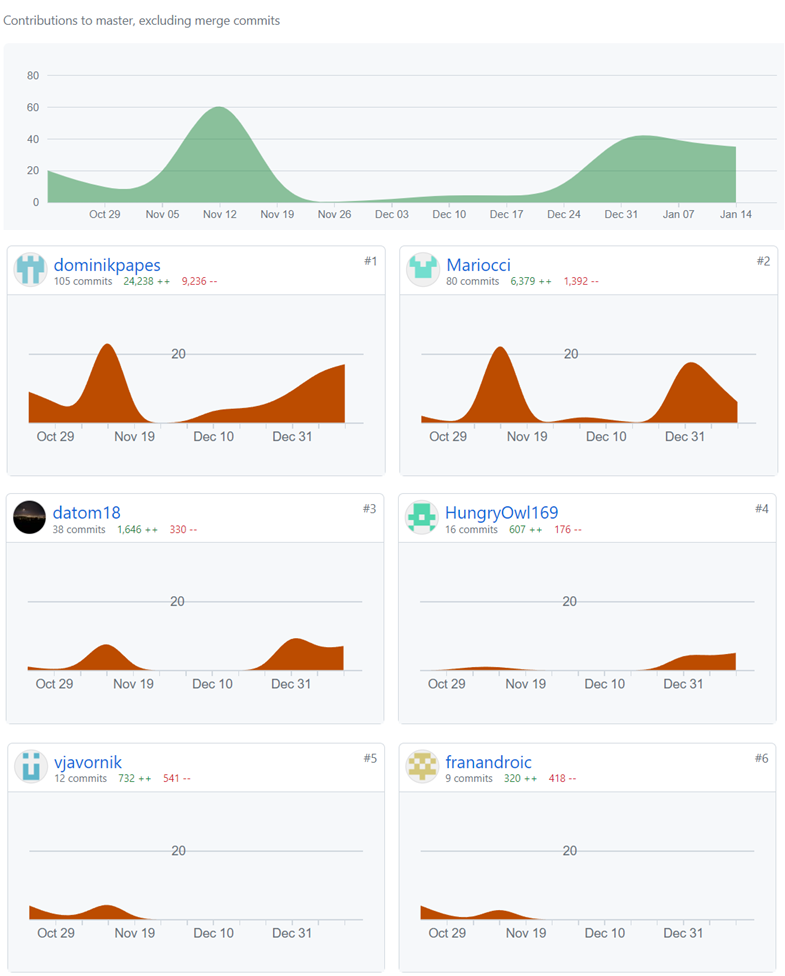 Contributions to master, excluding merge commits
80
60
40
20
0
Oct 29 Nov 05 Nov 12 Nov 19 Nov 26 Dec 03 Dec 10 Dec 17 Dec 24 Dec 31 Jan 07 Jan 14
dominikpapes #1
105 commits 24,238 ++ 9,236 --
20
Oct 29 Nov 19 Dec 10 Dec 31
Mariocci #2
80 commits 6,379 ++ 1,392 --
20
Oct 29 Nov 19 Dec 10 Dec 31
datom18 #3
38 commits 1,646 ++ 330 --
20
Oct 29 Nov 19 Dec 10 Dec 31
HungryOwl169 #4
16 commits 607 ++ 176 --
20
Oct 29 Nov 19 Dec 10 Dec 31
vjavornik #5
12 commits 732 ++ 541 --
20
Oct 29 Nov 19 Dec 10 Dec 31
franandroic #6
9 commits 320 ++ 418 --
20
Oct 29 Nov 19 Dec 10 Dec 31